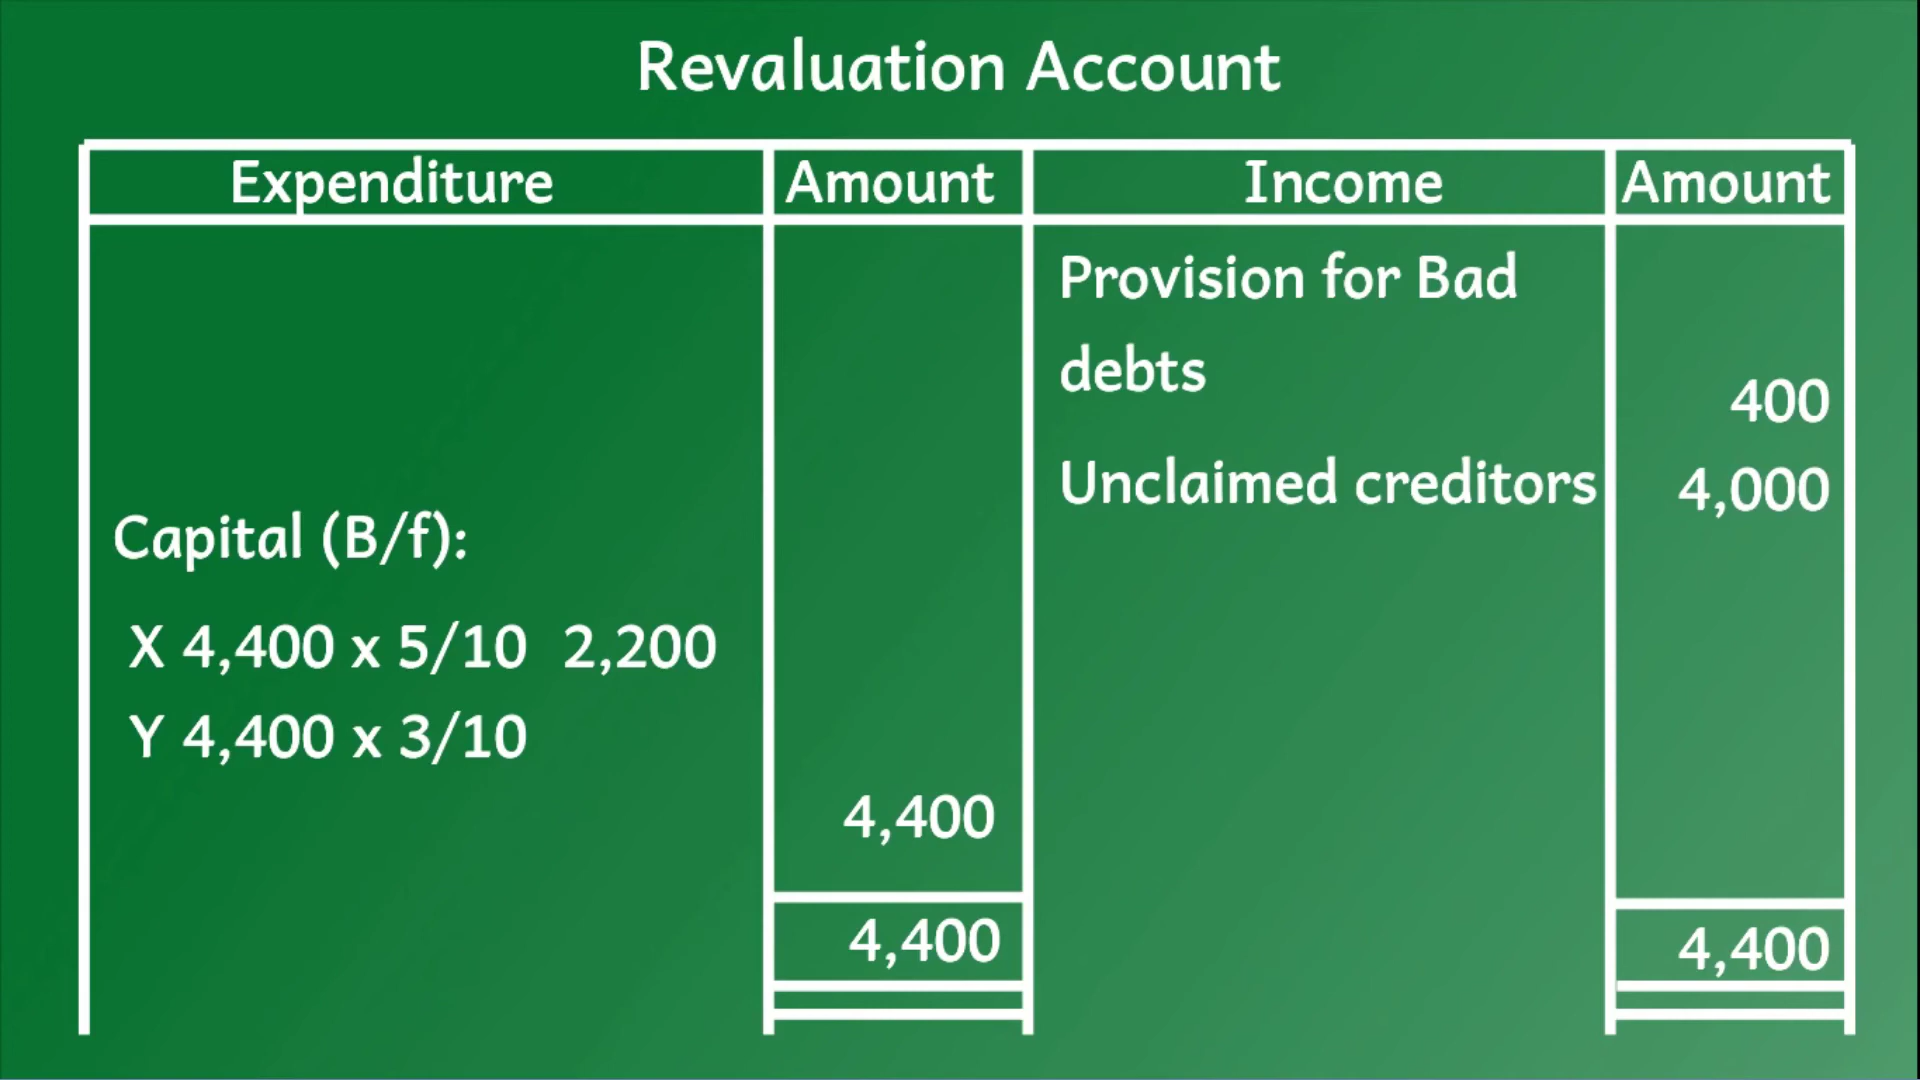 Revaluation Account
Expenditure Amount Income Amount
Provision for Bad
debts
400
Unclaimed creditors 4,000
Capital (B/f):
X 4,400 x 5/10 2,200
Y 4,400 x 3/10
4,400
4,400 4,400